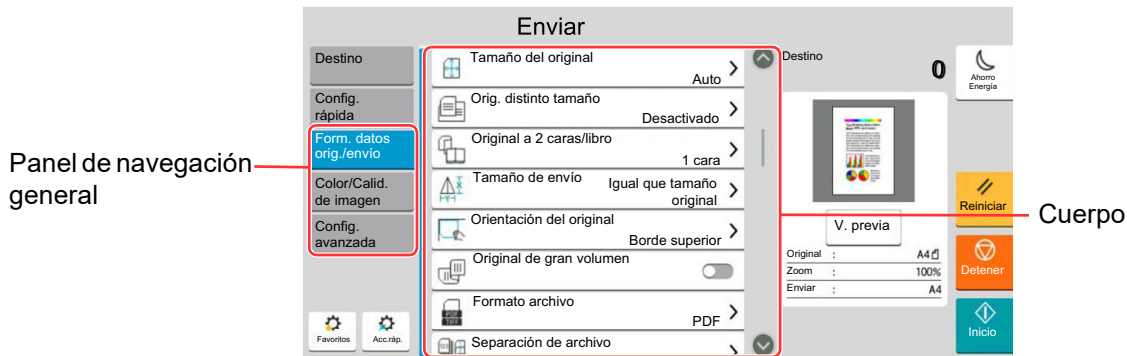 Enviar
Panel de navegación
general
Destino
Config.
rápida
Form. datos
orig./envío
Color/Calid.
de imagen
Config.
avanzada
Favoritos
Acc.ráp.
Tamaño del original
Auto
Orig. distinto tamaño
Desactivado
Original a 2 caras/libro
1 cara
Tamaño de envío
Igual que tamaño
original
Orientación del original
Borde superior
Original de gran volumen
Formato archivo
PDF
TIFF
PDF
Separación de archivo
Destino
0
V. previa
Original : A4
Zoom : 100%
Enviar : A4
Ahorro
Energía
Reiniciar
Detener
Inicio
Cuerpo